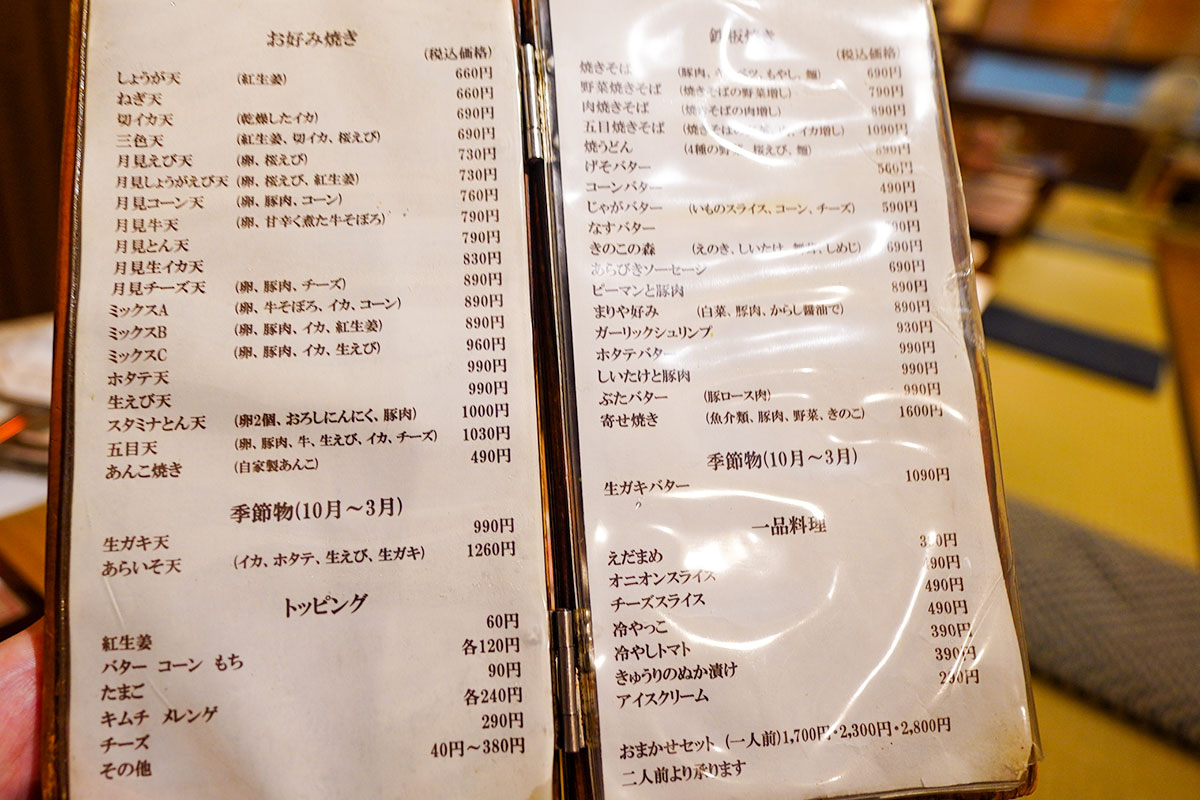 お好み焼き
(税込価格)
しょうが天 (紅生姜) 660円
ねぎ天 660円
切イカ天 (乾燥したイカ) 690円
三色天 (紅生姜、切イカ、桜えび) 690円
月見えび天 (卵、桜えび) 730円
月見しょうがえび天 (卵、桜えび、紅生姜) 730円
月見コーン天 (卵、豚肉、コーン) 760円
月見牛天 (卵、甘辛く煮た牛そぼろ) 790円
月見とん天 790円
月見生イカ天 830円
月見チーズ天 (卵、豚肉、チーズ) 890円
ミックスA (卵、牛そぼろ、イカ、コーン) 890円
ミックスB (卵、豚肉、イカ、紅生姜) 890円
ミックスC (卵、豚肉、イカ、生えび) 960円
ホタテ天 990円
生えび天 990円
スタミナとん天 (卵2個、おろしにんにく、豚肉) 1000円
五目天 (卵、豚肉、牛、生えび、イカ、チーズ) 1030円
あんこ焼き (自家製あんこ) 490円
季節物(10月～3月)
生ガキ天 990円
あらいそ天 (イカ、ホタテ、生えび、生ガキ) 1260円
トッピング
紅生姜 60円
バター コーン もち 各120円
たまご 90円
キムチ メレンゲ 各240円
チーズ 290円
その他 40円～380円
鉄板焼き
(税込価格)
焼きそば (豚肉、キャベツ、もやし、麺) 690円
野菜焼きそば (焼きそばの野菜増し) 790円
肉焼きそば (焼きそばの肉増し) 890円
五目焼きそば 1090円
焼うどん 690円
げそバター 560円
コーンバター 490円
じゃがバター (いものスライス、コーン、チーズ) 590円
なすバター
きのこの森 (えのき、しいたけ、舞茸、しめじ) 690円
あらびきソーセージ 690円
ピーマンと豚肉 890円
まりや好み (白菜、豚肉、からし醤油で) 890円
ガーリックシュリンプ 930円
ホタテバター 990円
しいたけと豚肉 990円
ぶたバター (豚ロース肉) 990円
寄せ焼き (魚介類、豚肉、野菜、きのこ) 1600円
季節物(10月～3月)
生ガキバター 1090円
一品料理
えだまめ
オニオンスライス
チーズスライス 490円
冷やっこ 490円
冷やしトマト 390円
きゅうりのぬか漬け 390円
アイスクリーム 290円
おまかせセット (一人前)1,700円・2,300円・2,800円
二人前より承ります